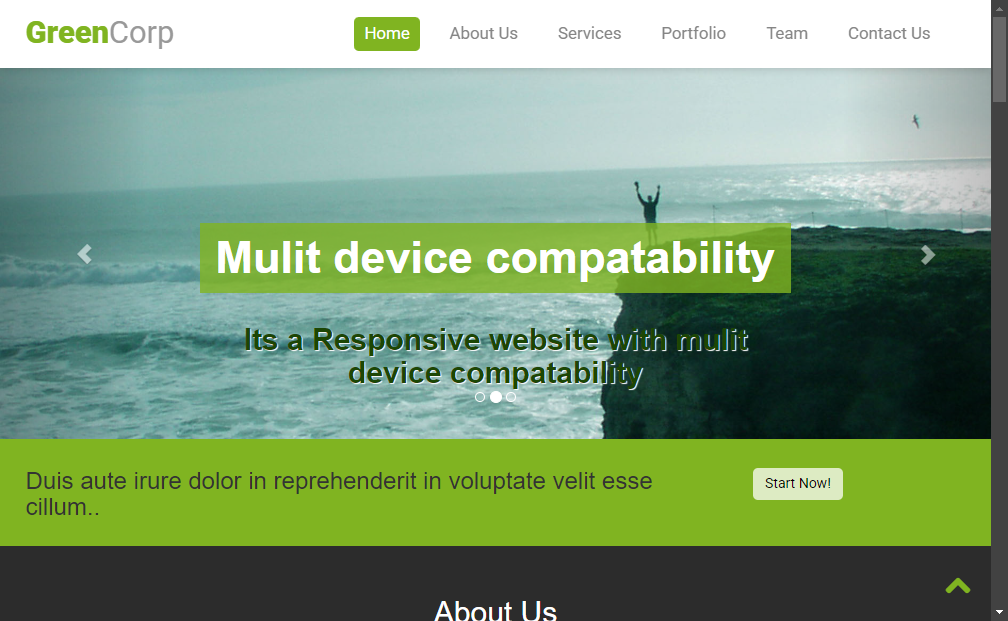 GreenCorp
Home About Us Services Portfolio Team Contact Us
Mulit device compatability
Its a Responsive website with mulit
device compatability
Duis aute irure dolor in reprehenderit in voluptate velit esse
cillum..
Start Now!
About Us